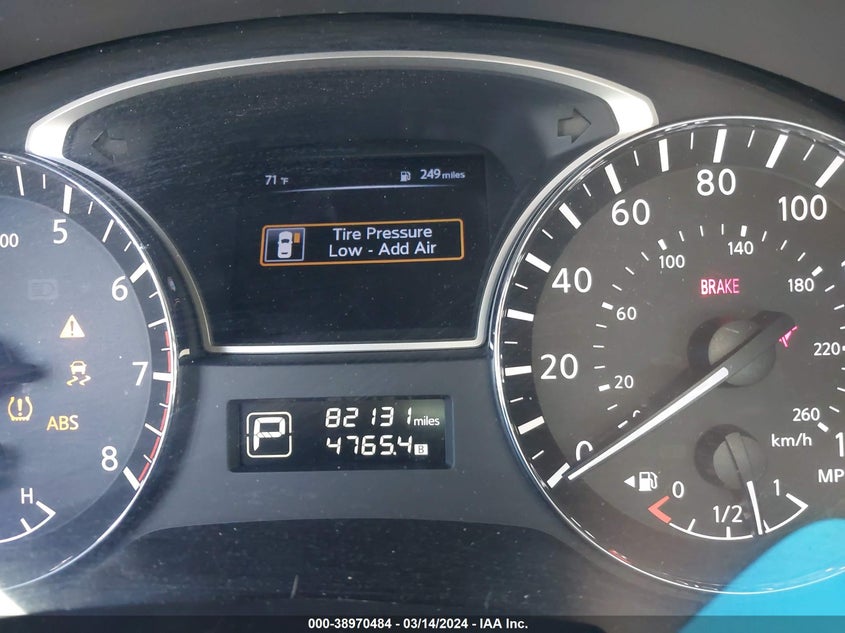 71 °F
249 miles
Tire Pressure
Low - Add Air
5
6
7
8
ABS
H
P
82131 miles
4765.4 B
0
20
40
60
80
100
20
60
100
140
180
220
260
km/h
BRAKE
0
1/2
1
000-38970484 - 03/14/2024 - IAA Inc.